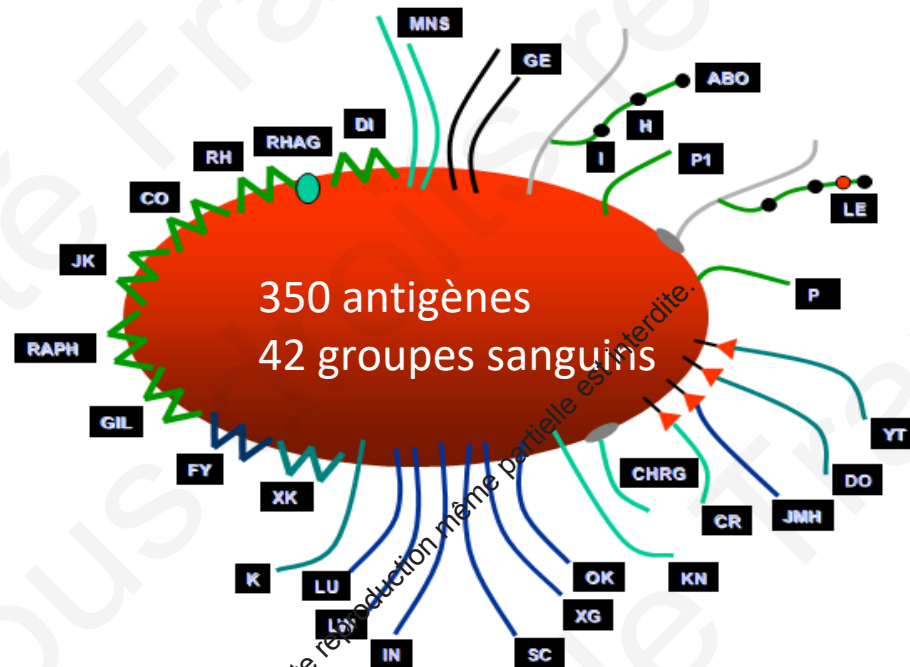 MNS
GE
ABO
H
I
DI
RHAG
RH
P1
CO
LE
JK
350 antigènes
P
42 groupes sanguins
RAPH
GIL
YT
FY
CHRG
DO
XK
CR
JMH
K
LU
OK
KN
XG
IN
SC
te reproduction même partielle est interdite.